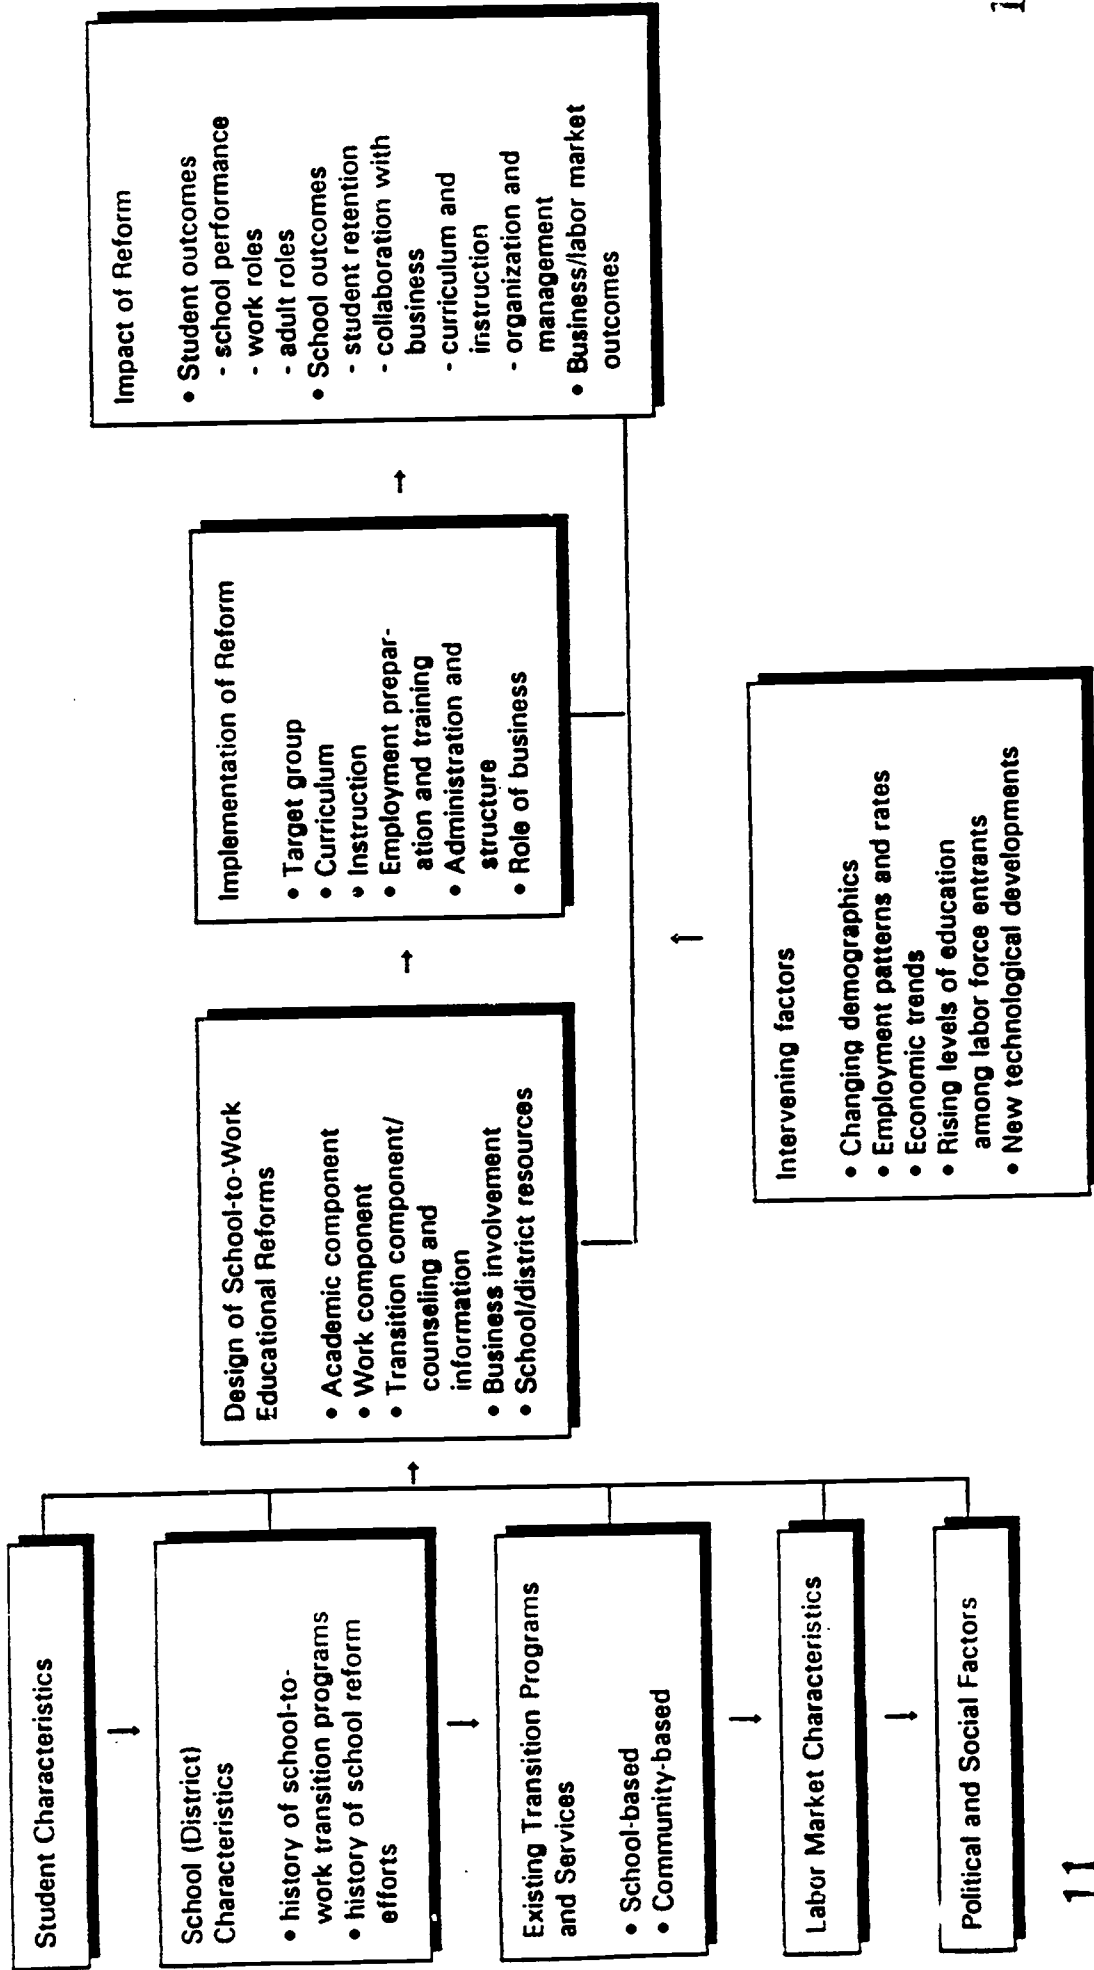 Student Characteristics
School (District)
Characteristics
• history of school-to-
work transition programs
• history of school reform
efforts
Existing Transition Programs
and Services
• School-based
• Community-based
Labor Market Characteristics
Political and Social Factors
Design of School-to-Work
Educational Reforms
• Academic component
• Work component
• Transition component/
counseling and
information
• Business involvement
• School/district resources
Implementation of Reform
• Target group
• Curriculum
• Instruction
• Employment prepar-
ation and training
• Administration and
structure
• Role of business
Impact of Reform
• Student outcomes
- school performance
- work roles
- adult roles
• School outcomes
- student retention
- collaboration with
business
- curriculum and
instruction
- organization and
management
• Business/labor market
outcomes
Intervening factors
• Changing demographics
• Employment patterns and rates
• Economic trends
• Rising levels of education
among labor force entrants
• New technological developments
11